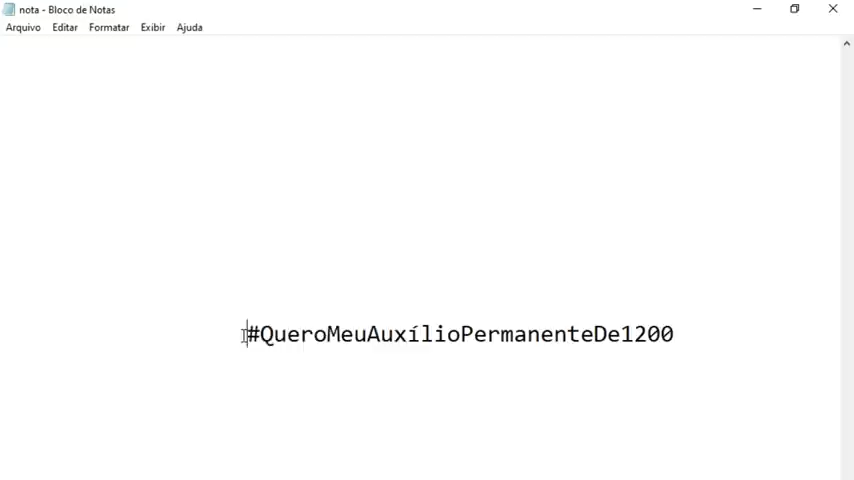 nota - Bloco de Notas
Arquivo Editar Formatar Exibir Ajuda
#QueroMeuAuxílioPermanenteDe1200